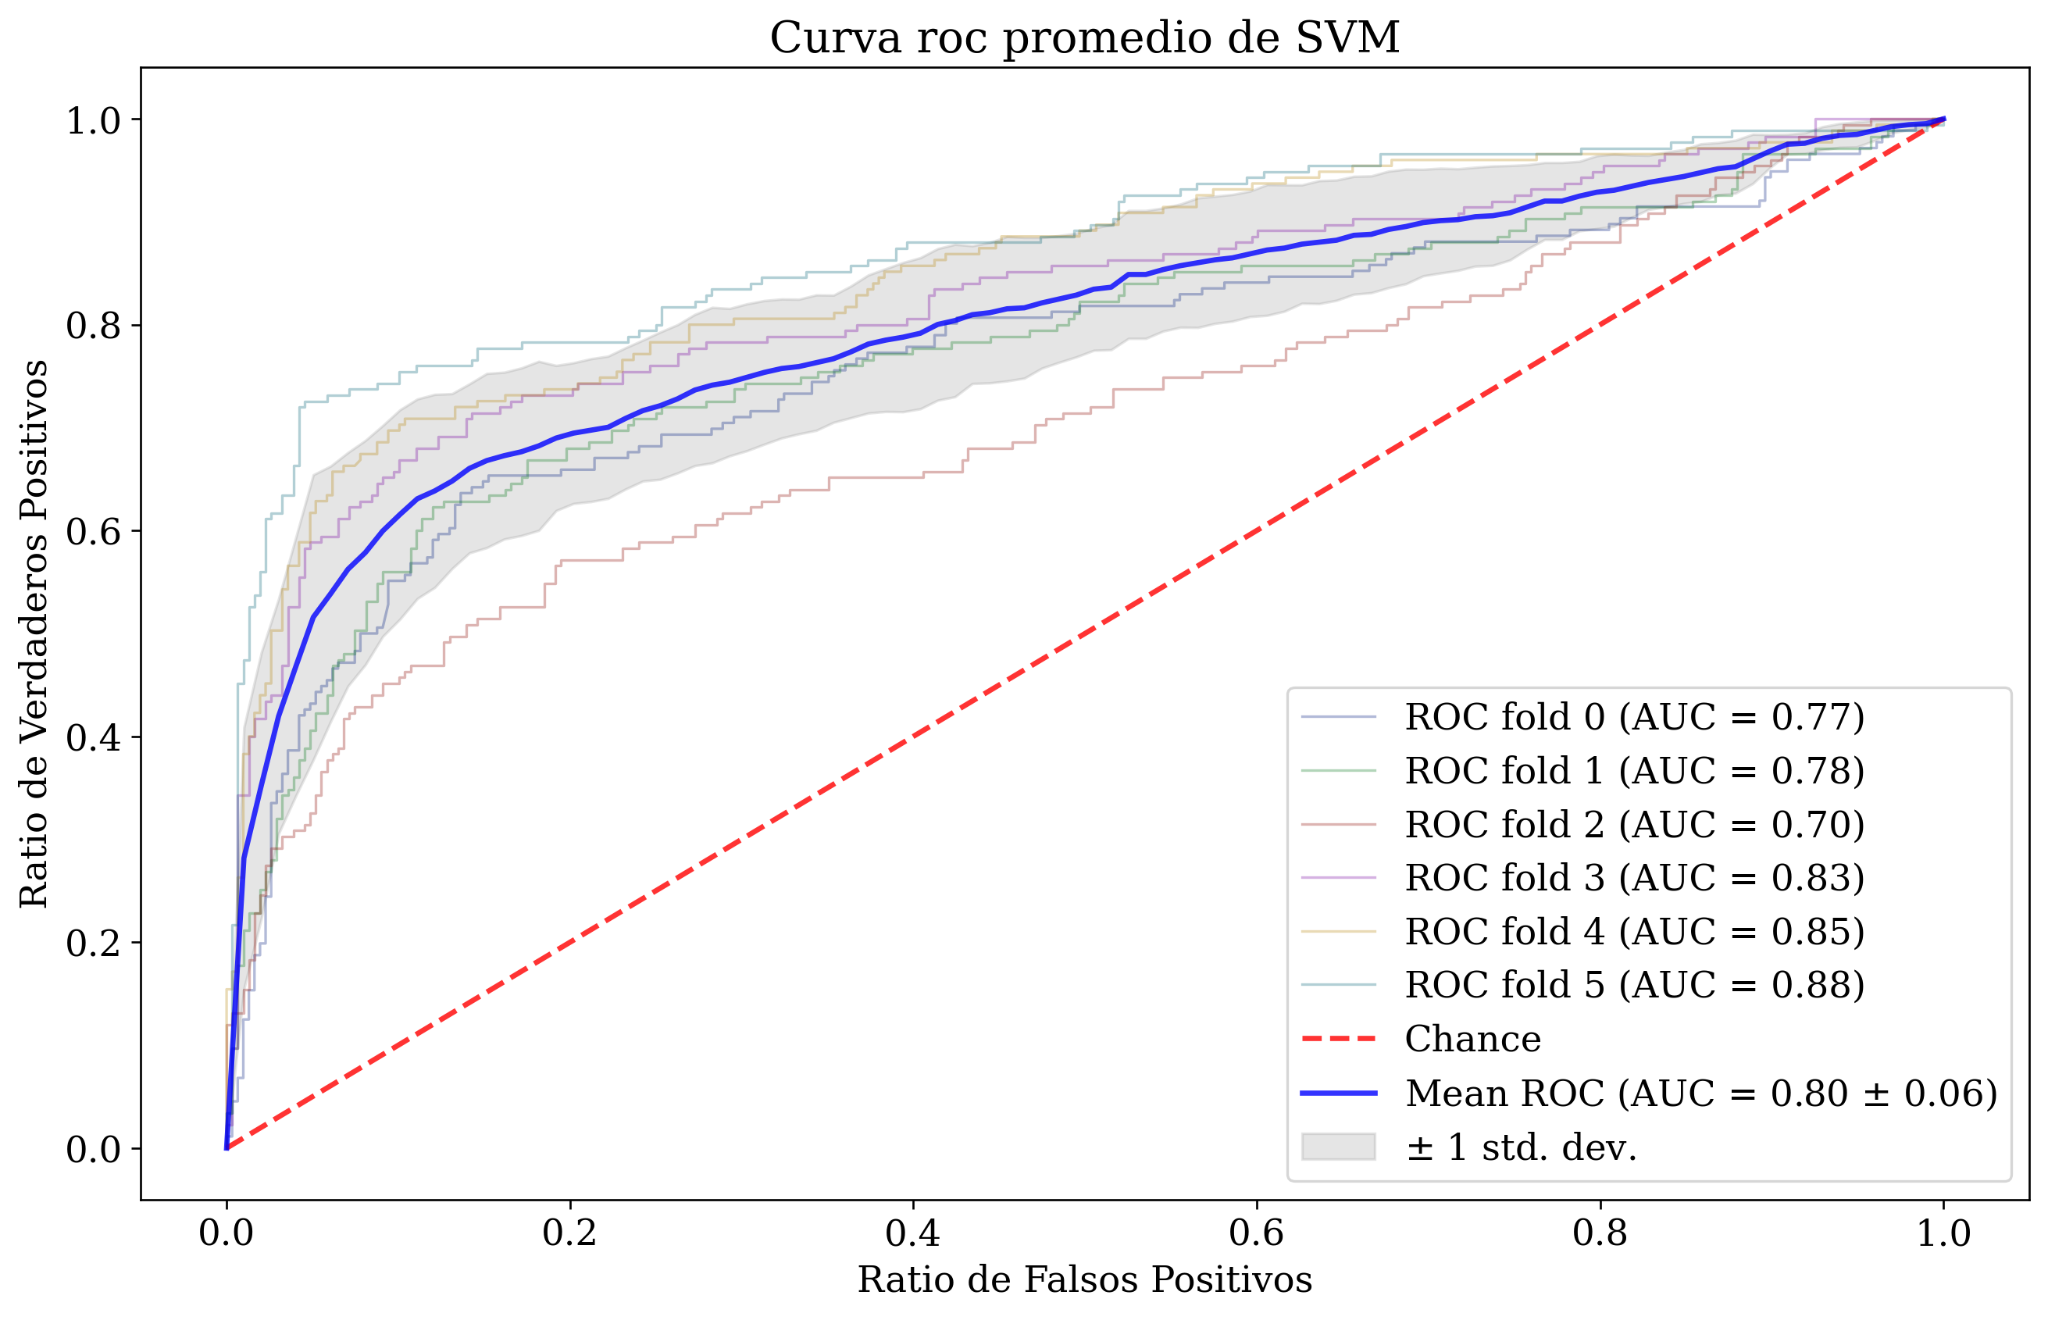 Curva roc promedio de SVM
Ratio de Verdaderos Positivos
1.0
0.8
0.6
0.4
0.2
0.0
ROC fold 0 (AUC = 0.77)
ROC fold 1 (AUC = 0.78)
ROC fold 2 (AUC = 0.70)
ROC fold 3 (AUC = 0.83)
ROC fold 4 (AUC = 0.85)
ROC fold 5 (AUC = 0.88)
Chance
Mean ROC (AUC = 0.80 ± 0.06)
± 1 std. dev.
0.0 0.2 0.4 0.6 0.8 1.0
Ratio de Falsos Positivos